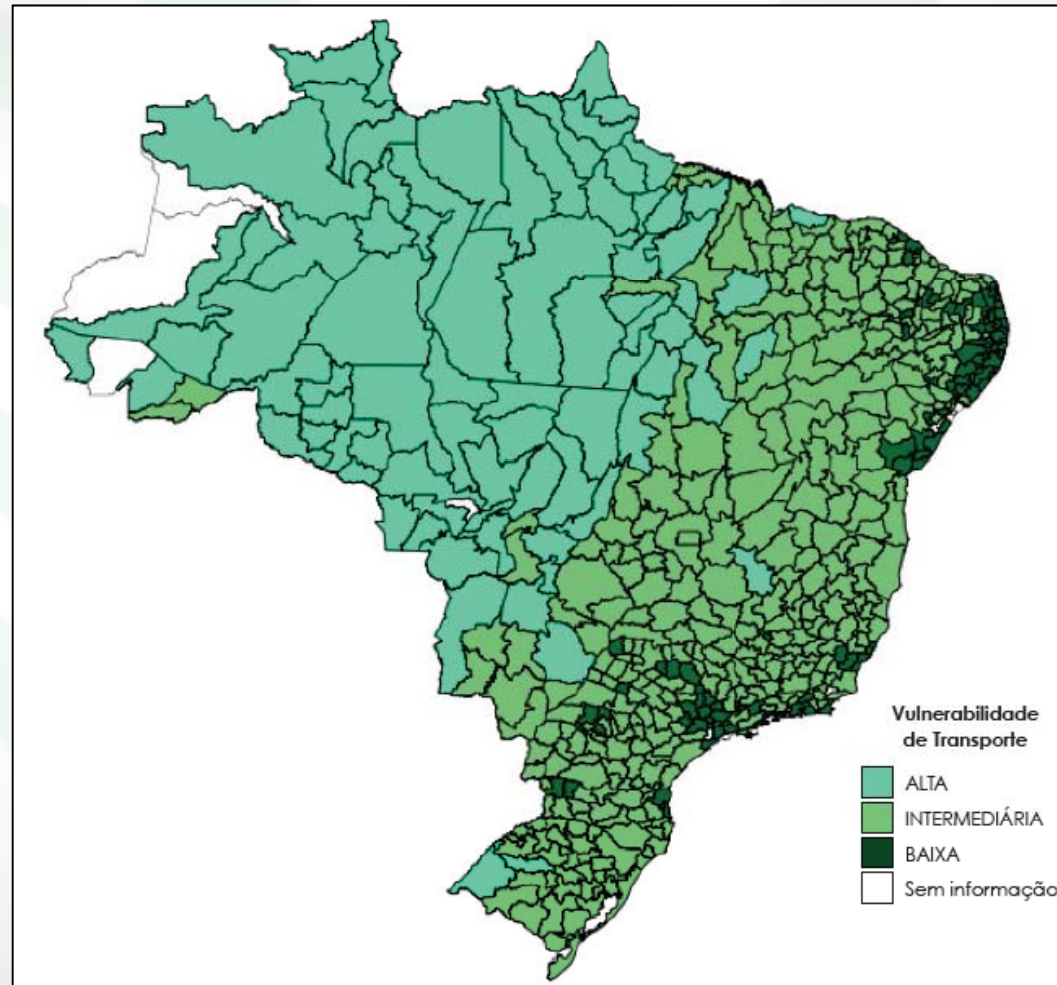 Vulnerabilidade
de Transporte
ALTA
INTERMEDIÁRIA
BAIXA
Sem informação